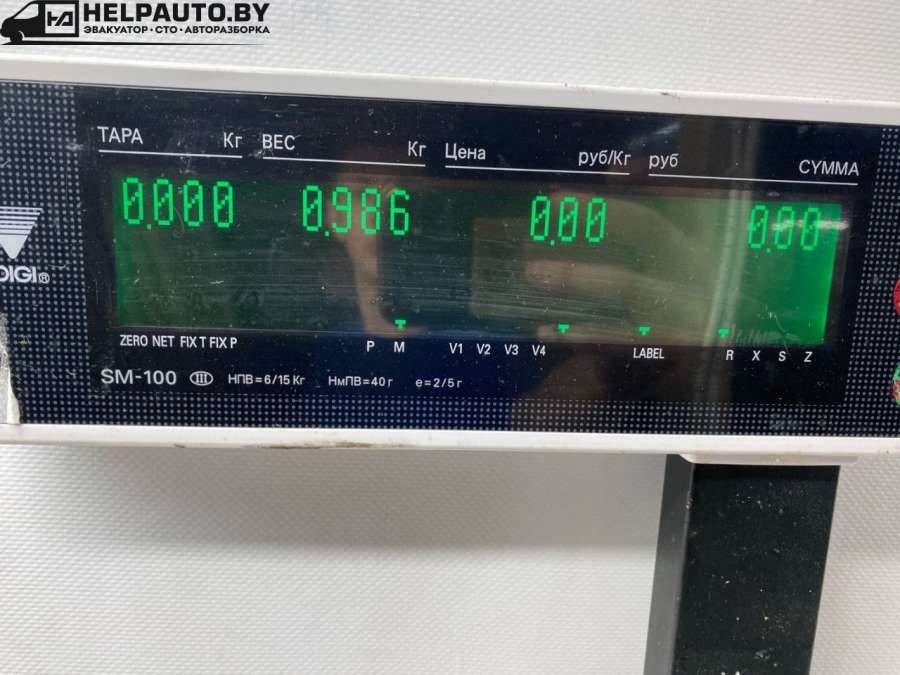 HELPAUTO.BY
ЭВАКУАТОР · СТО · АВТОРАЗБОРКА
ТАРА Кг ВЕС Кг Цена руб/Кг руб СУММА
0.000 0.986 0.00 0.00
DIGI®
ZERO NET FIX T FIX P P M V1 V2 V3 V4 LABEL R X S Z
SM-100 III НПВ=6/15 Кг НмПВ=40 г е=2/5 г